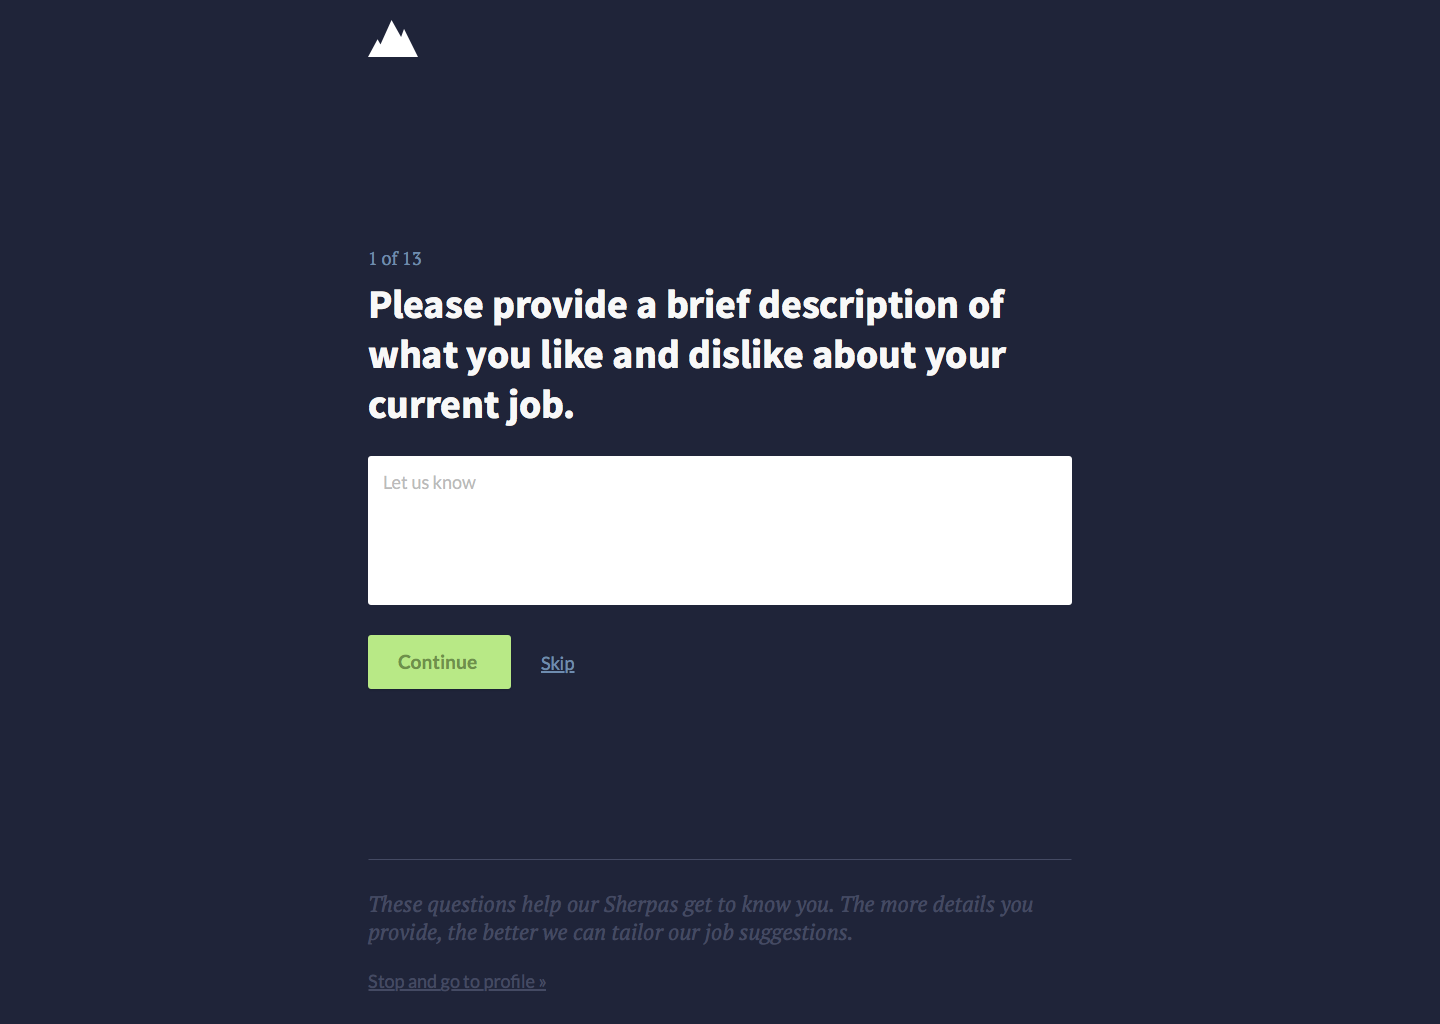 1 of 13
Please provide a brief description of
what you like and dislike about your
current job.
Let us know
Continue
Skip
These questions help our Sherpas get to know you. The more details you
provide, the better we can tailor our job suggestions.
Stop and go to profile »